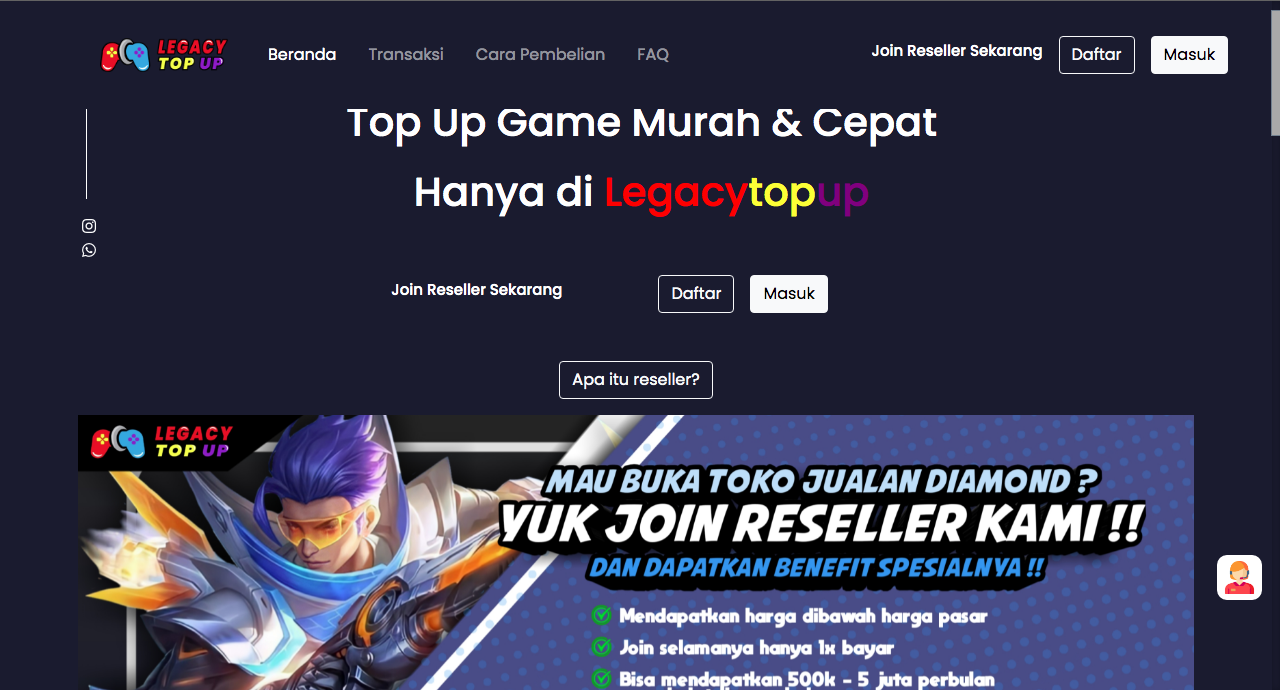 LEGACY
TOP UP
Beranda
Transaksi
Cara Pembelian
FAQ
Join Reseller Sekarang
Daftar
Masuk
Top Up Game Murah & Cepat
Hanya di Legacytopup
Join Reseller Sekarang
Daftar
Masuk
Apa itu reseller?
LEGACY
TOP UP
MAU BUKA TOKO JUALAN DIAMOND ?
YUK JOIN RESELLER KAMI !!
DAN DAPATKAN BENEFIT SPESIALNYA !!
Mendapatkan harga dibawah harga pasar
Join selamanya hanya 1x bayar
Bisa mendapatkan 500k - 5 juta perbulan